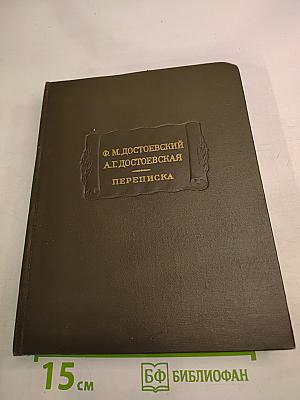 Ф. М. ДОСТОЕВСКИЙ
А. Г. ДОСТОЕВСКАЯ
ПЕРЕПИСКА
15 см
БФ БИБЛИОФАН